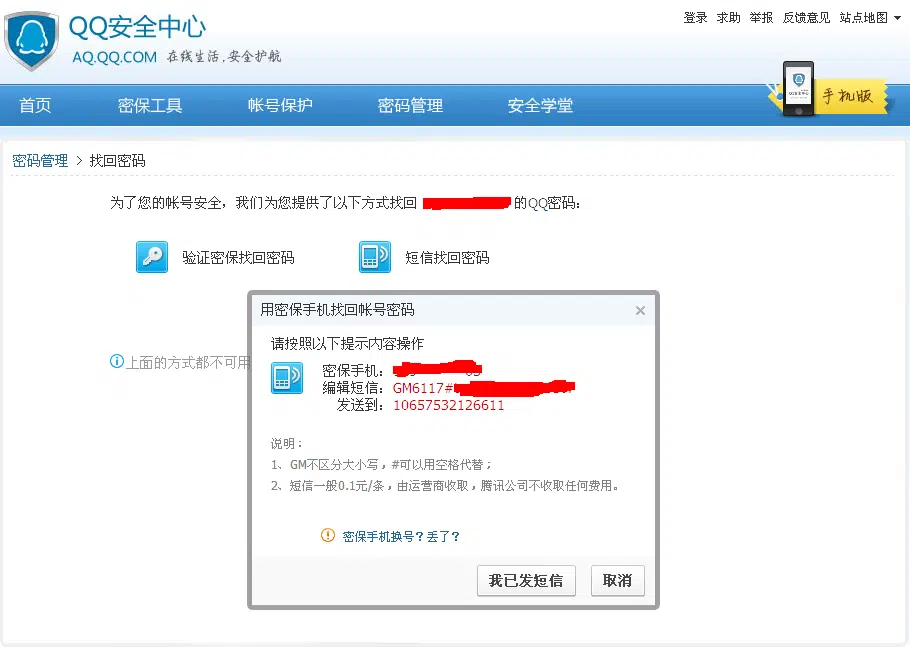 登录 求助 举报 反馈意见 站点地图
QQ安全中心
AQ.QQ.COM 在线生活,安全护航
首页 密保工具 帐号保护 密码管理 安全学堂 手机版
密码管理 > 找回密码
为了您的帐号安全，我们为您提供了以下方式找回 的QQ密码：
验证密保找回密码 短信找回密码
用密保手机找回帐号密码 ×
请按照以下提示内容操作
上面的方式都不可用
密保手机：
编辑短信：GM6117#
发送到：10657532126611
说明：
1、GM不区分大小写，#可以用空格代替；
2、短信一般0.1元/条，由运营商收取，腾讯公司不收取任何费用。
密保手机换号？丢了？
我已发短信 取消